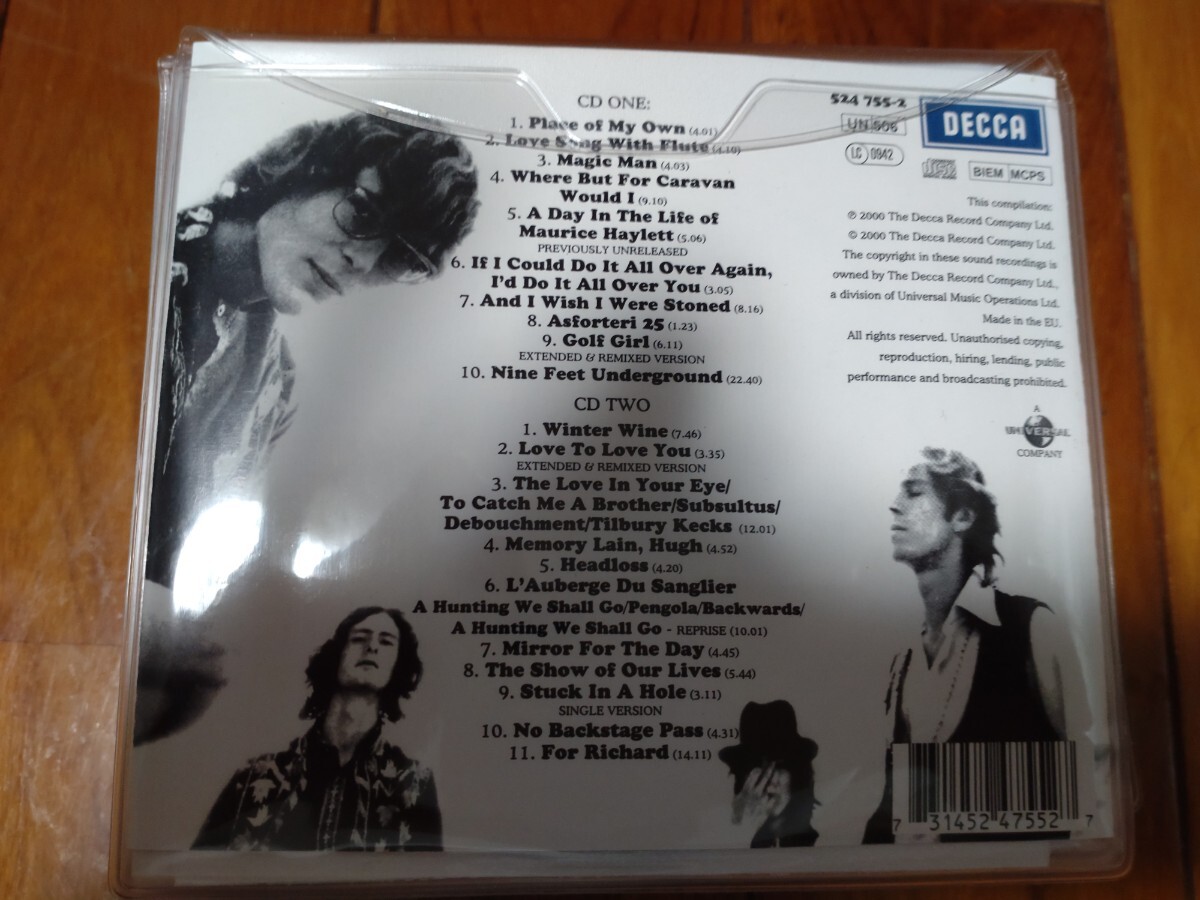 CD ONE:
1. Place of My Own (4.01)
2. Love Song With Flute (4.10)
3. Magic Man (4.03)
4. Where But For Caravan
Would I (9.10)
5. A Day In The Life of
Maurice Haylett (5.06)
PREVIOUSLY UNRELEASED
6. If I Could Do It All Over Again,
I'd Do It All Over You (3.05)
7. And I Wish I Were Stoned (8.16)
8. Asforteri 25 (1.23)
9. Golf Girl (6.11)
EXTENDED & REMIXED VERSION
10. Nine Feet Underground (22.40)
CD TWO
1. Winter Wine (7.46)
2. Love To Love You (3.35)
EXTENDED & REMIXED VERSION
3. The Love In Your Eye/
To Catch Me A Brother/Subsultus/
Debouchment/Tilbury Kecks (12.01)
4. Memory Lain, Hugh (4.52)
5. Headloss (4.20)
6. L'Auberge Du Sanglier
A Hunting We Shall Go/Pengola/Backwards/
A Hunting We Shall Go - REPRISE (10.01)
7. Mirror For The Day (4.45)
8. The Show of Our Lives (5.44)
9. Stuck In A Hole (3.11)
SINGLE VERSION
10. No Backstage Pass (4.31)
11. For Richard (14.11)
524 755-2
UN 506
LC 0942
DECCA
disc
BIEM MCPS
This compilation:
℗ 2000 The Decca Record Company Ltd.
© 2000 The Decca Record Company Ltd.
The copyright in these sound recordings is
owned by The Decca Record Company Ltd.,
a division of Universal Music Operations Ltd.
Made in the EU.
All rights reserved. Unauthorised copying,
reproduction, hiring, lending, public
performance and broadcasting prohibited.
A
UNIVERSAL
COMPANY
7 31452 47552 7